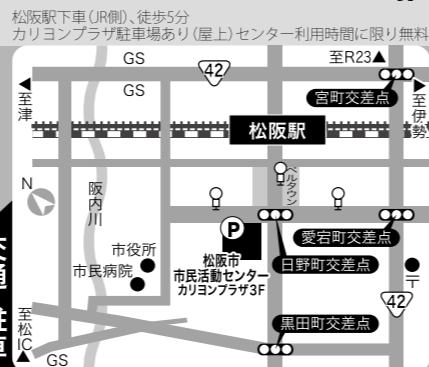 松阪駅下車（JR側）、徒歩5分
カリヨンプラザ駐車場あり（屋上）センター利用時間に限り無料
GS
42
至R23▲
GS
▲至津
宮町交差点
▶至伊勢
松阪駅
N
阪内川
ベルタウン
P
愛宕町交差点
市役所
松阪市
市民活動センター
カリヨンプラザ3F
日野町交差点
市民病院
〒
42
至松IC▲
黒田町交差点
GS